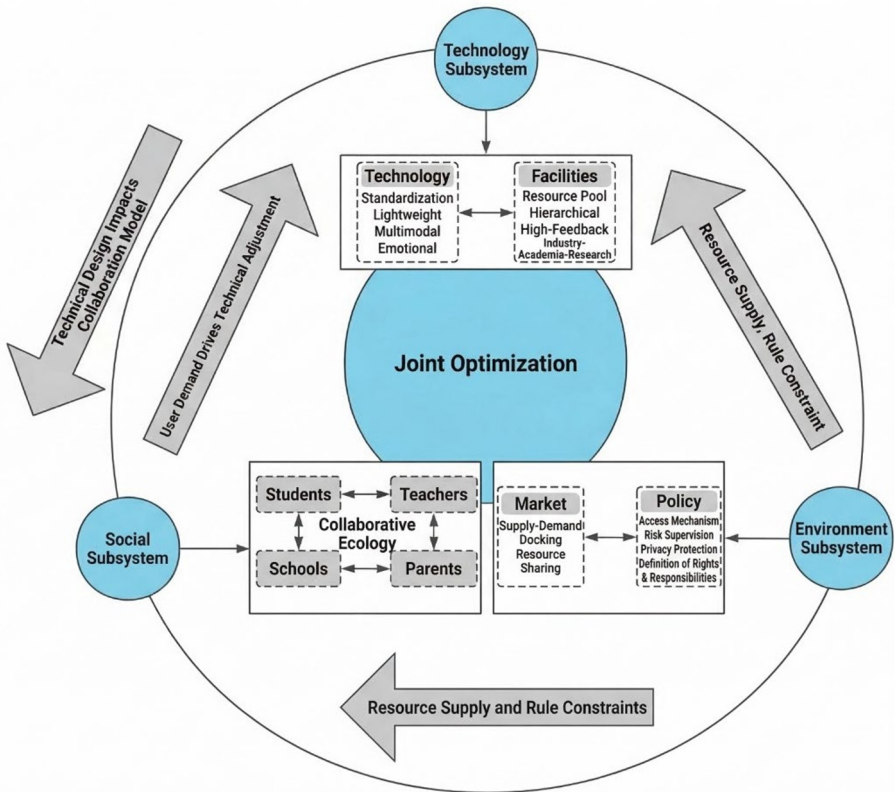 Technology
Subsystem
Technology
Standardization
Lightweight
Multimodal
Emotional
Facilities
Resource Pool
Hierarchical
High-Feedback
Industry-
Academia-Research
Technical Design Impacts
Collaboration Model
User Demand Drives Technical Adjustment
Resource Supply, Rule Constraint
Joint Optimization
Social
Subsystem
Students
Teachers
Collaborative
Ecology
Schools
Parents
Market
Supply-Demand
Docking
Resource
Sharing
Policy
Access Mechanism
Risk Supervision
Privacy Protection
Definition of Rights
& Responsibilities
Environment
Subsystem
Resource Supply and Rule Constraints